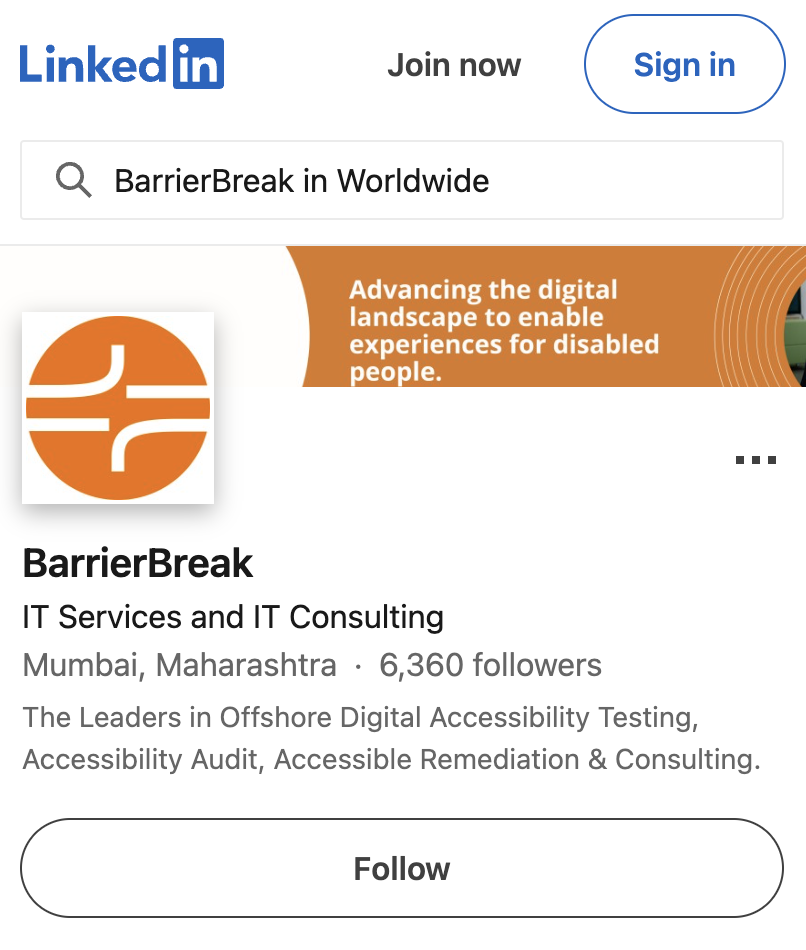 LinkedIn
Join now
Sign in
BarrierBreak in Worldwide
Advancing the digital
landscape to enable
experiences for disabled
people.
BarrierBreak
IT Services and IT Consulting
Mumbai, Maharashtra · 6,360 followers
The Leaders in Offshore Digital Accessibility Testing,
Accessibility Audit, Accessible Remediation & Consulting.
Follow